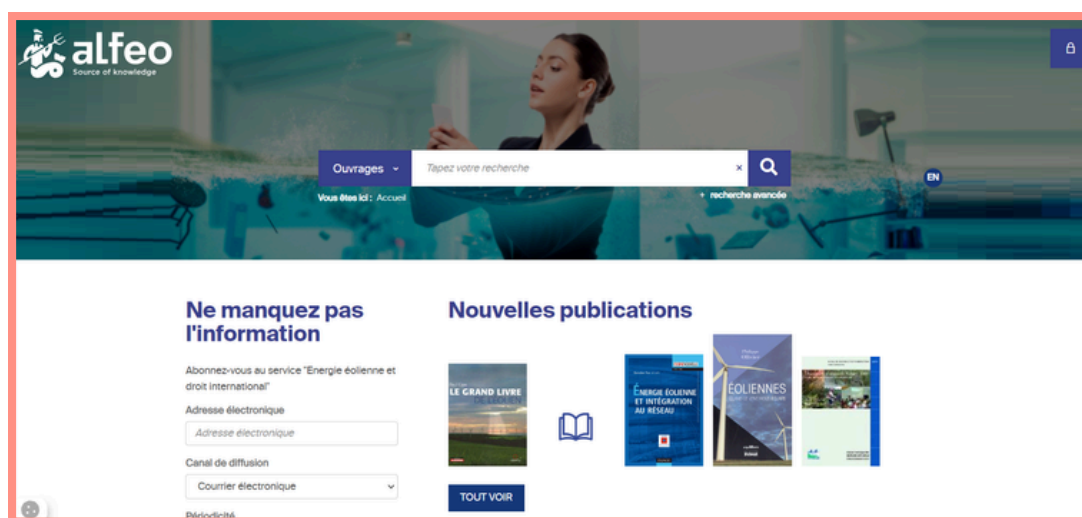 alfeo
Source of knowledge
Ouvrages
Tapez votre recherche
×
Vous êtes ici : Accueil
+ recherche avancée
EN
Ne manquez pas
l'information
Abonnez-vous au service "Energie éolienne et
droit international"
Adresse électronique
Adresse électronique
Canal de diffusion
Courrier électronique
Périodicité
Nouvelles publications
LE GRAND LIVRE
DE L'ÉOLIEN
ÉNERGIE ÉOLIENNE
ET INTÉGRATION
AU RÉSEAU
ÉOLIENNES
TOUT VOIR